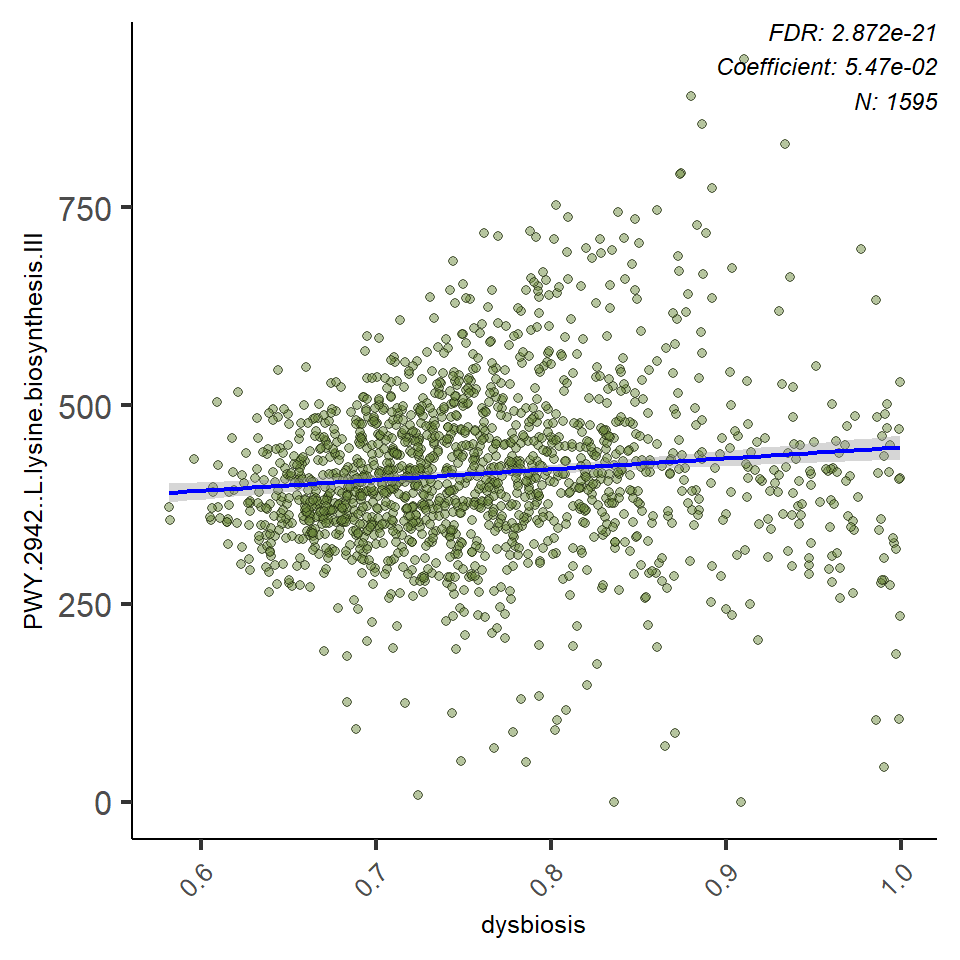 FDR: 2.872e-21
Coefficient: 5.47e-02
N: 1595
PWY.2942.L.lysine.biosynthesis.III
750
500
250
0
0.6
0.7
0.8
0.9
1.0
dysbiosis